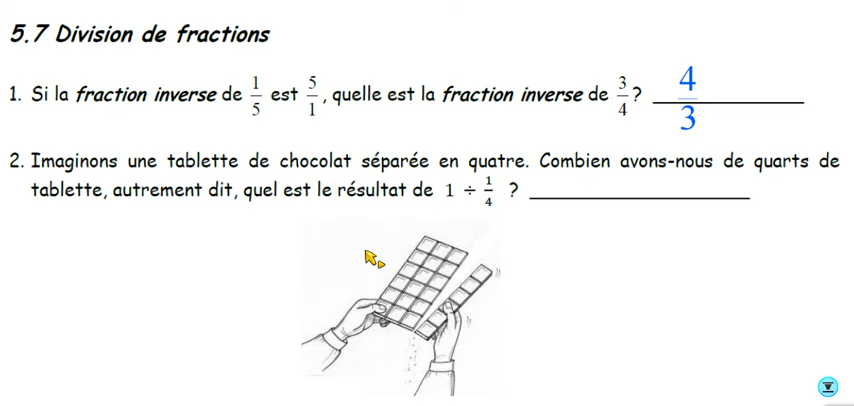 5.7 Division de fractions
1. Si la fraction inverse de 1/5 est 5/1, quelle est la fraction inverse de 3/4 ? 4/3
2. Imaginons une tablette de chocolat séparée en quatre. Combien avons-nous de quarts de
tablette, autrement dit, quel est le résultat de 1 ÷ 1/4 ?